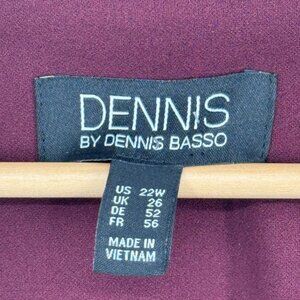 DENNIS
BY DENNIS BASSO
US 22W
UK 26
DE 52
FR 56
MADE IN
VIETNAM